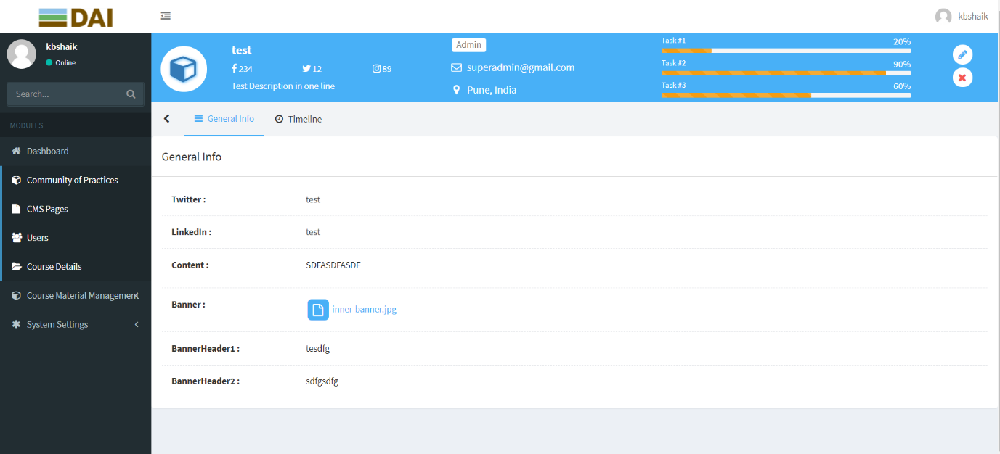 DAI
kbshaik
kbshaik
Online
Search...
MODULES
Dashboard
Community of Practices
CMS Pages
Users
Course Details
Course Material Management
System Settings
test
234 12 89
Test Description in one line
Admin
superadmin@gmail.com
Pune, India
Task #1 20%
Task #2 90%
Task #3 60%
General Info Timeline
General Info
Twitter : test
LinkedIn : test
Content : SDFASDFASDF
Banner : inner-banner.jpg
BannerHeader1 : tesdfg
BannerHeader2 : sdfgsdfg